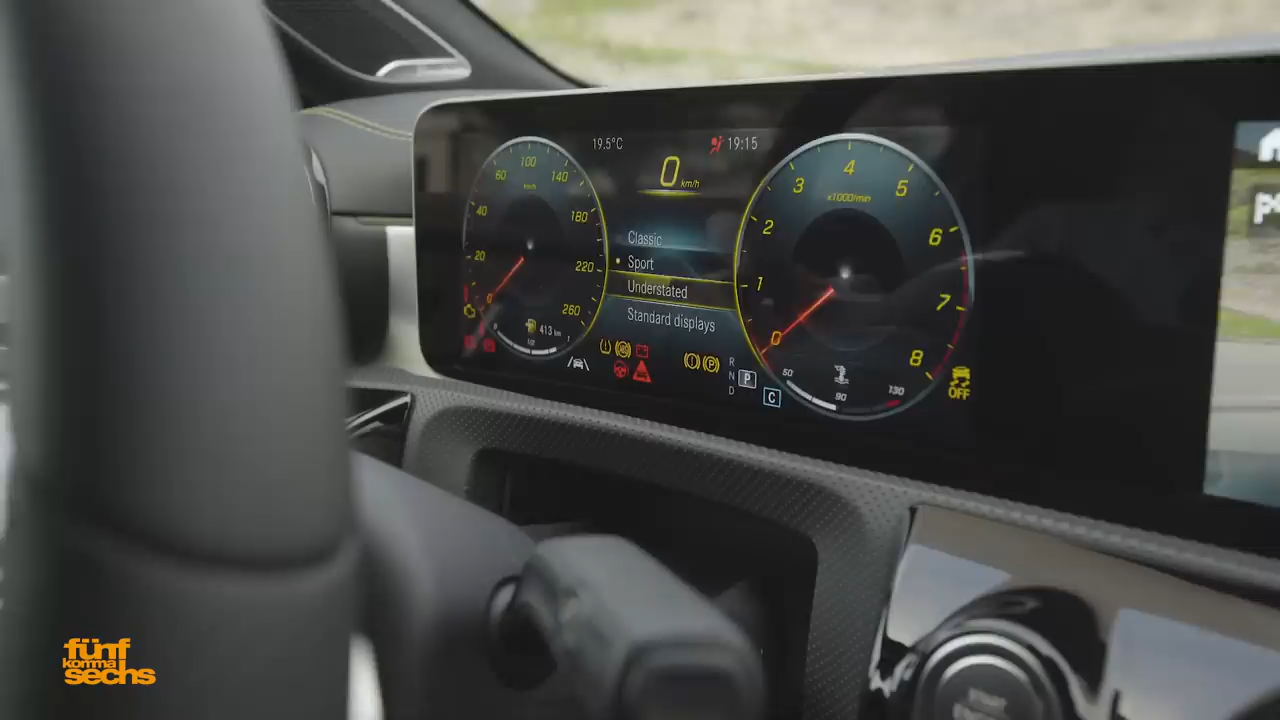 19.5°C
19:15
0 km/h
Classic
Sport
Understated
Standard displays
0
20
40
60
100
140
180
220
260
km/h
413 km
0
1
2
3
4
5
6
7
8
x1000/min
R
N
D
P
C
50
90
130
OFF
fünf
komma
sechs